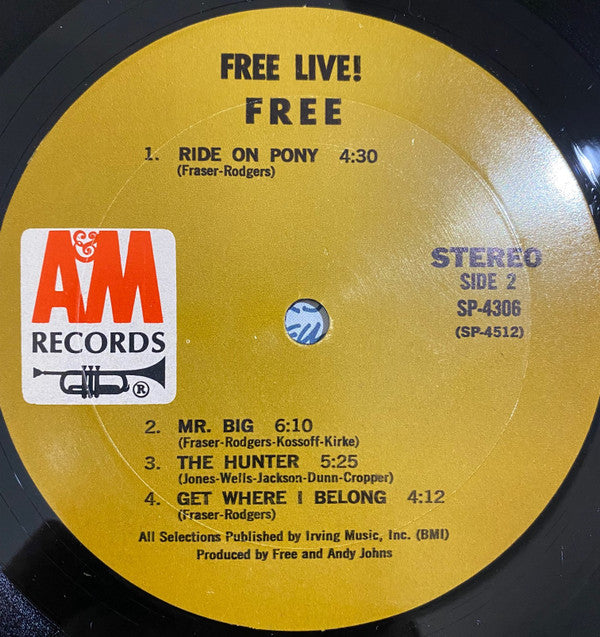 FREE LIVE!
FREE
1. RIDE ON PONY 4:30
(Fraser-Rodgers)
A&M
RECORDS
®
STEREO
SIDE 2
SP-4306
(SP-4512)
2. MR. BIG 6:10
(Fraser-Rodgers-Kossoff-Kirke)
3. THE HUNTER 5:25
(Jones-Wells-Jackson-Dunn-Cropper)
4. GET WHERE I BELONG 4:12
(Fraser-Rodgers)
All Selections Published by Irving Music, Inc. (BMI)
Produced by Free and Andy Johns